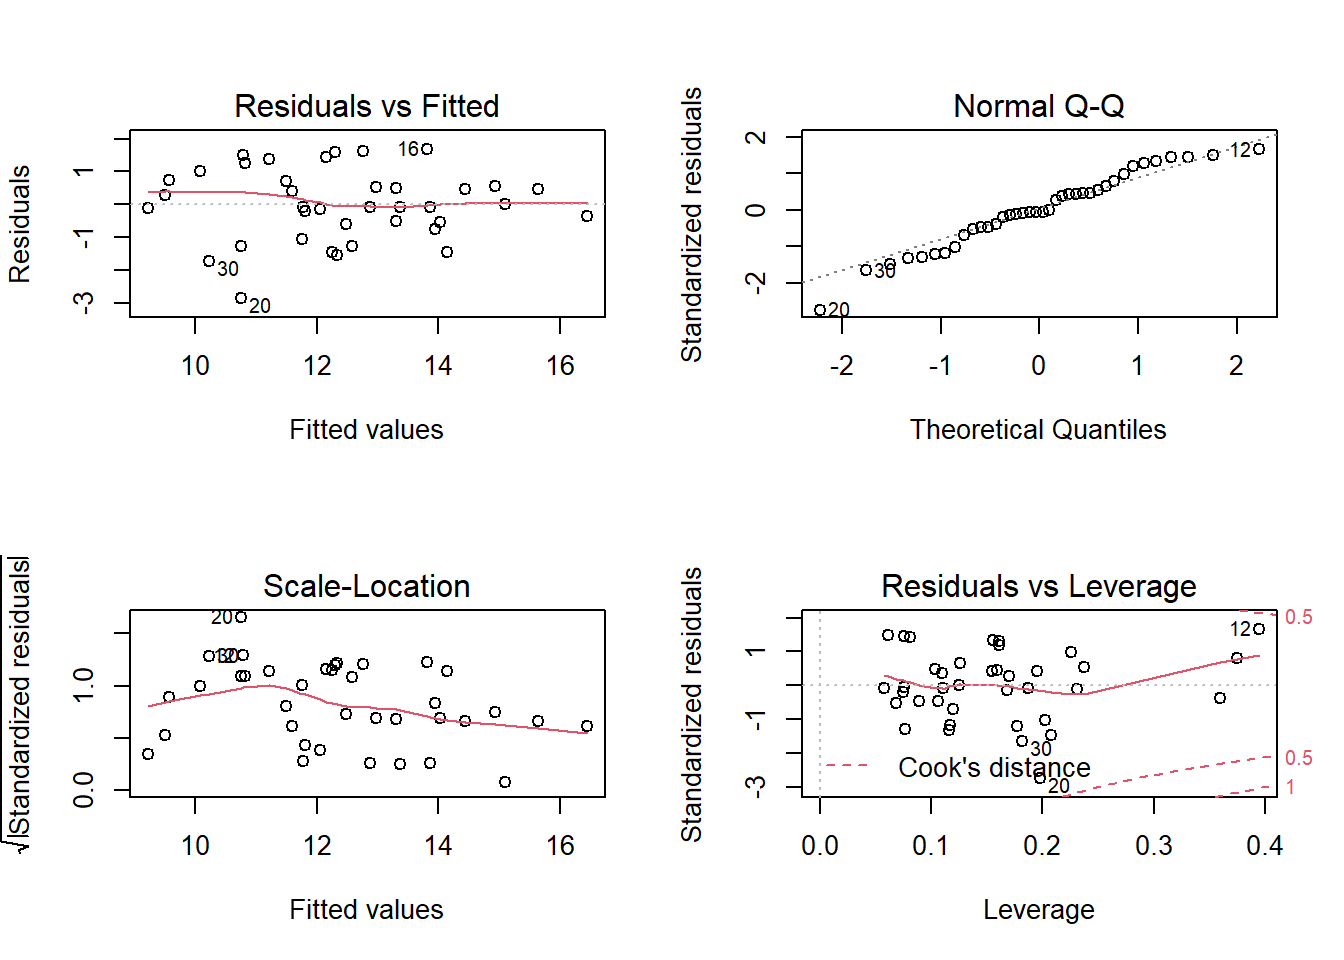 Residuals vs Fitted
Residuals
1
-1
-3
16
30
20
10 12 14 16
Fitted values
Normal Q-Q
Standardized residuals
2
0
-2
12
30
20
-2 -1 0 1 2
Theoretical Quantiles
Scale-Location
√|Standardized residuals|
1.0
0.0
20
30
12
10 12 14 16
Fitted values
Residuals vs Leverage
Standardized residuals
1
-1
-3
12
30
20
0.5
0.5
1
Cook's distance
0.0 0.1 0.2 0.3 0.4
Leverage